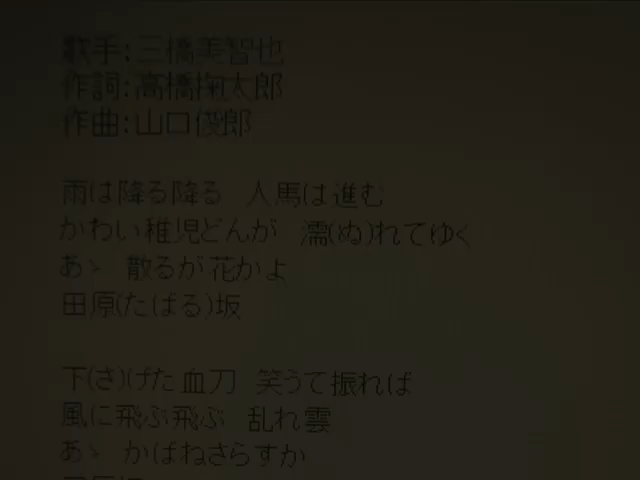 歌手:三橋美智也
作詞:高橋掬太郎
作曲:山口俊郎
雨は降る降る 人馬は進む
かわい稚児どんが 濡(ぬ)れてゆく
あゝ 散るが花かよ
田原(たばる)坂
下(さ)げた血刀 笑うて振れば
風に飛ぶ飛ぶ 乱れ雲
あゝ かばねさらすか